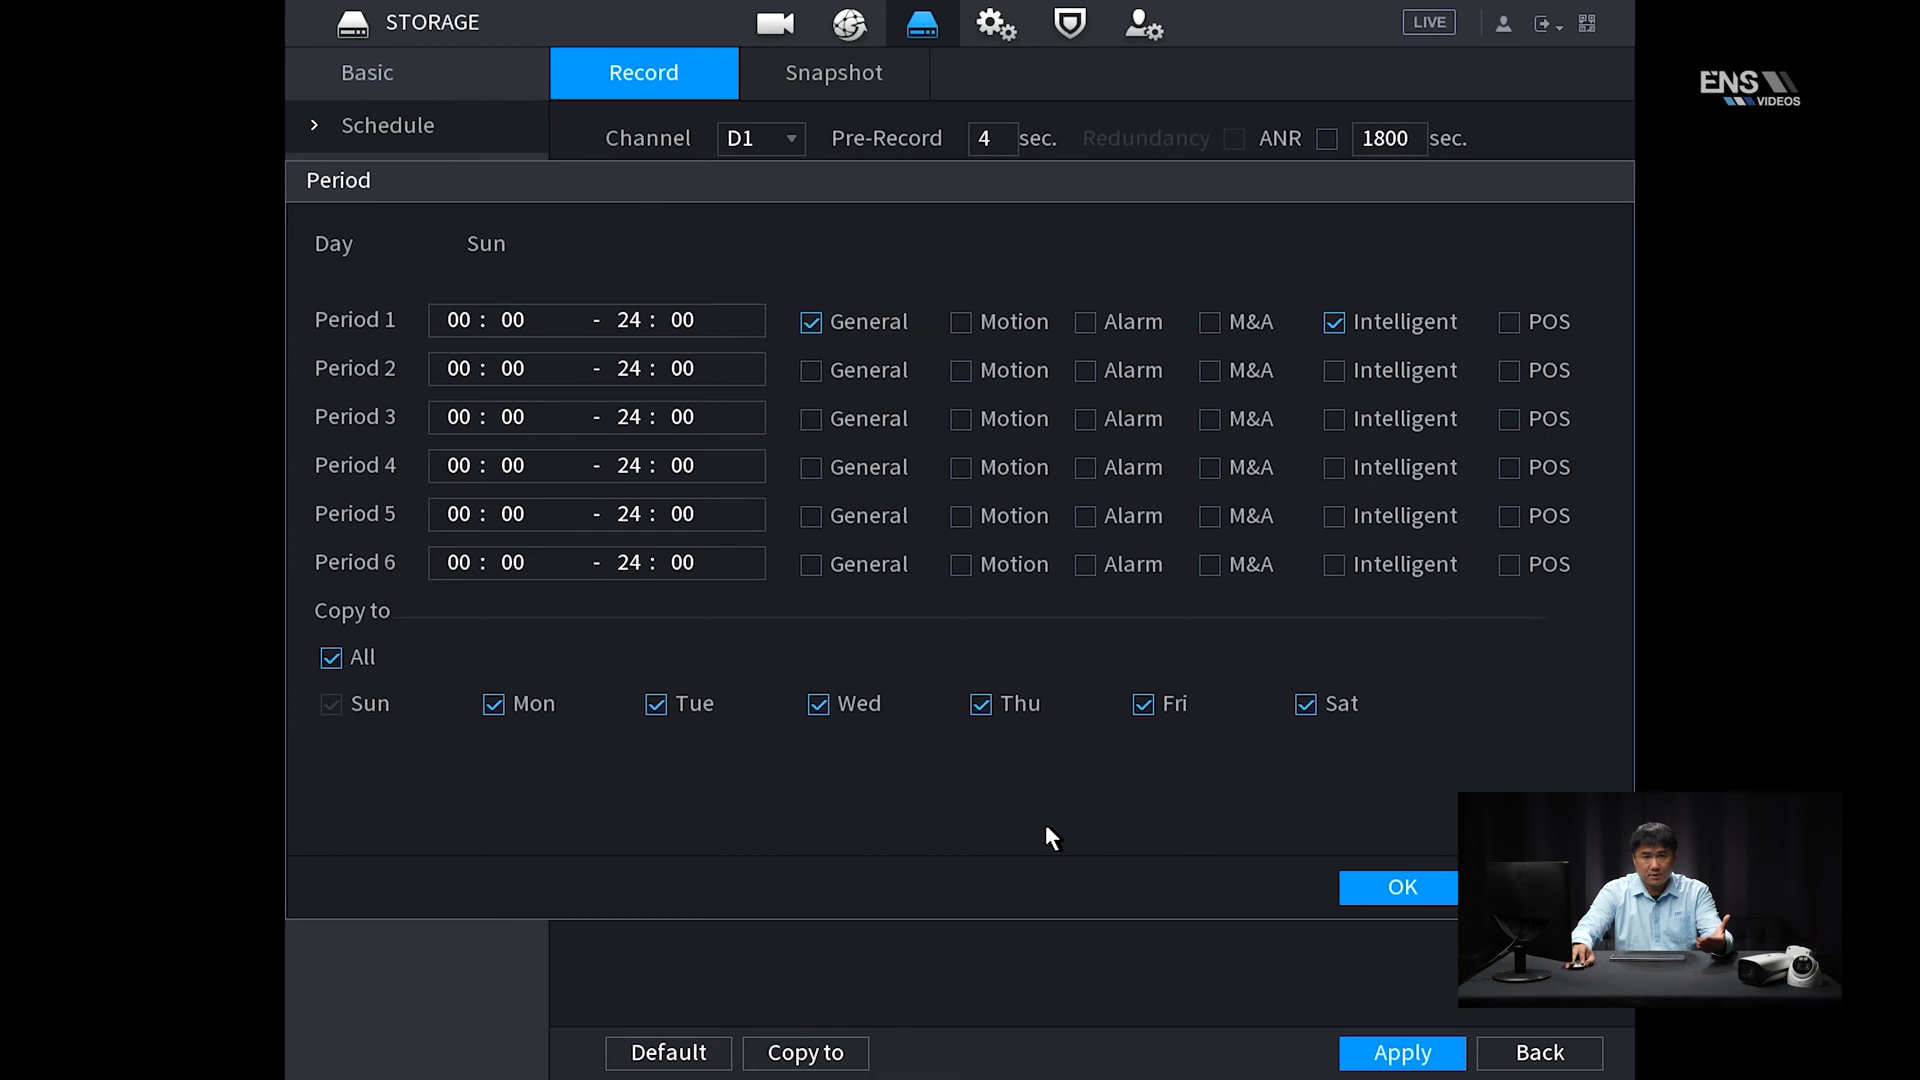 STORAGE
LIVE
ENS
VIDEOS
Basic
Record
Snapshot
Schedule
Channel D1 Pre-Record 4 sec. Redundancy ANR 1800 sec.
Period
Day Sun
Period 1 00 : 00 - 24 : 00 General Motion Alarm M&A Intelligent POS
Period 2 00 : 00 - 24 : 00 General Motion Alarm M&A Intelligent POS
Period 3 00 : 00 - 24 : 00 General Motion Alarm M&A Intelligent POS
Period 4 00 : 00 - 24 : 00 General Motion Alarm M&A Intelligent POS
Period 5 00 : 00 - 24 : 00 General Motion Alarm M&A Intelligent POS
Period 6 00 : 00 - 24 : 00 General Motion Alarm M&A Intelligent POS
Copy to
All
Sun Mon Tue Wed Thu Fri Sat
OK
Default Copy to Apply Back